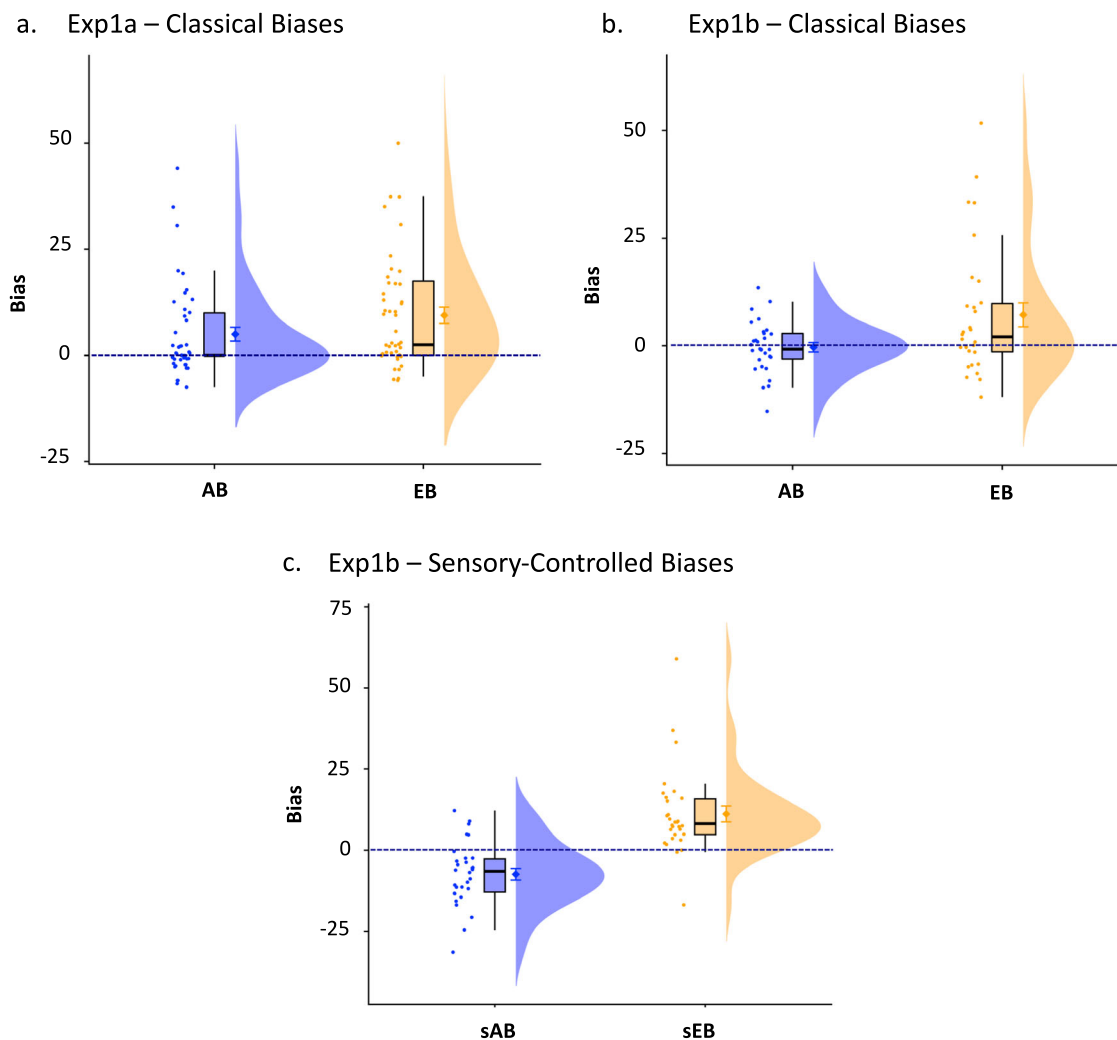 a. Exp1a – Classical Biases
50
25
0
-25
Bias
AB EB
b. Exp1b – Classical Biases
50
25
0
-25
Bias
AB EB
c. Exp1b – Sensory-Controlled Biases
75
50
25
0
-25
Bias
sAB sEB